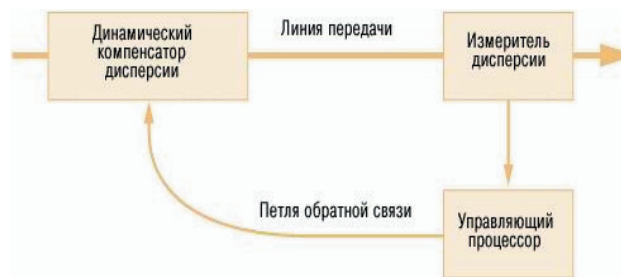 Динамический
компенсатор
дисперсии
Линия передачи
Измеритель
дисперсии
Петля обратной связи
Управляющий
процессор